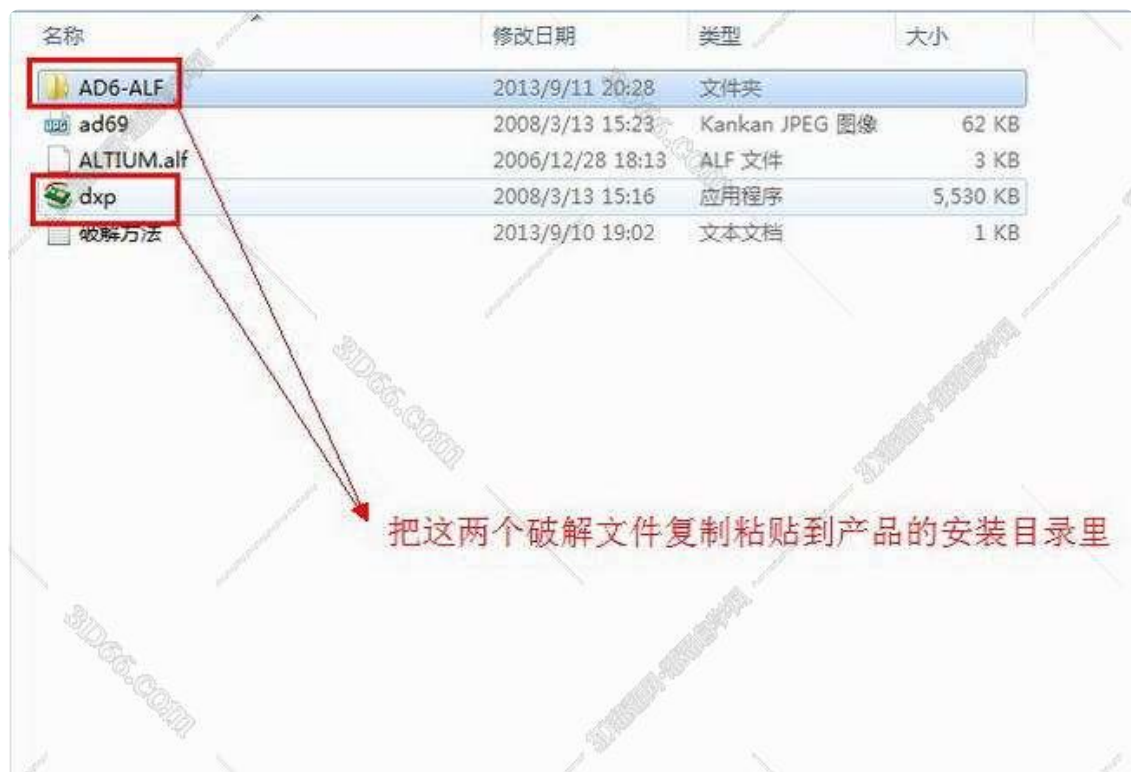 名称 修改日期 类型 大小
AD6-ALF 2013/9/11 20:28 文件夹
ad69 2008/3/13 15:23 Kankan JPEG 图像 62 KB
ALTIUM.alf 2006/12/28 18:13 ALF 文件 3 KB
dxp 2008/3/13 15:16 应用程序 5,530 KB
破解方法 2013/9/10 19:02 文本文档 1 KB
3D66.com
把这两个破解文件复制粘贴到产品的安装目录里
3D66.com